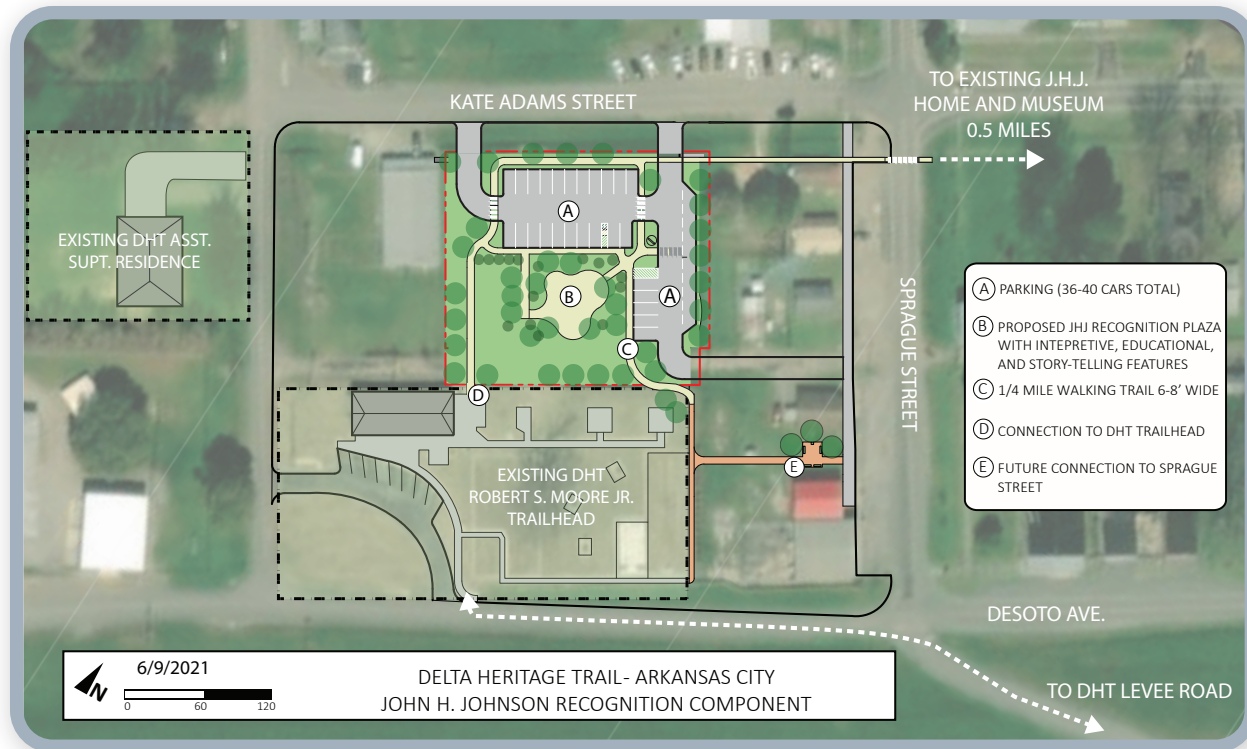 KATE ADAMS STREET
TO EXISTING J.H.J.
HOME AND MUSEUM
0.5 MILES
EXISTING DHT ASST.
SUPT. RESIDENCE
A
B
A
C
D
E
SPRAGUE STREET
A PARKING (36-40 CARS TOTAL)
B PROPOSED JHJ RECOGNITION PLAZA
WITH INTEPRETIVE, EDUCATIONAL,
AND STORY-TELLING FEATURES
C 1/4 MILE WALKING TRAIL 6-8' WIDE
D CONNECTION TO DHT TRAILHEAD
E FUTURE CONNECTION TO SPRAGUE
STREET
EXISTING DHT
ROBERT S. MOORE JR.
TRAILHEAD
DESOTO AVE.
TO DHT LEVEE ROAD
N
6/9/2021
0 60 120
DELTA HERITAGE TRAIL- ARKANSAS CITY
JOHN H. JOHNSON RECOGNITION COMPONENT